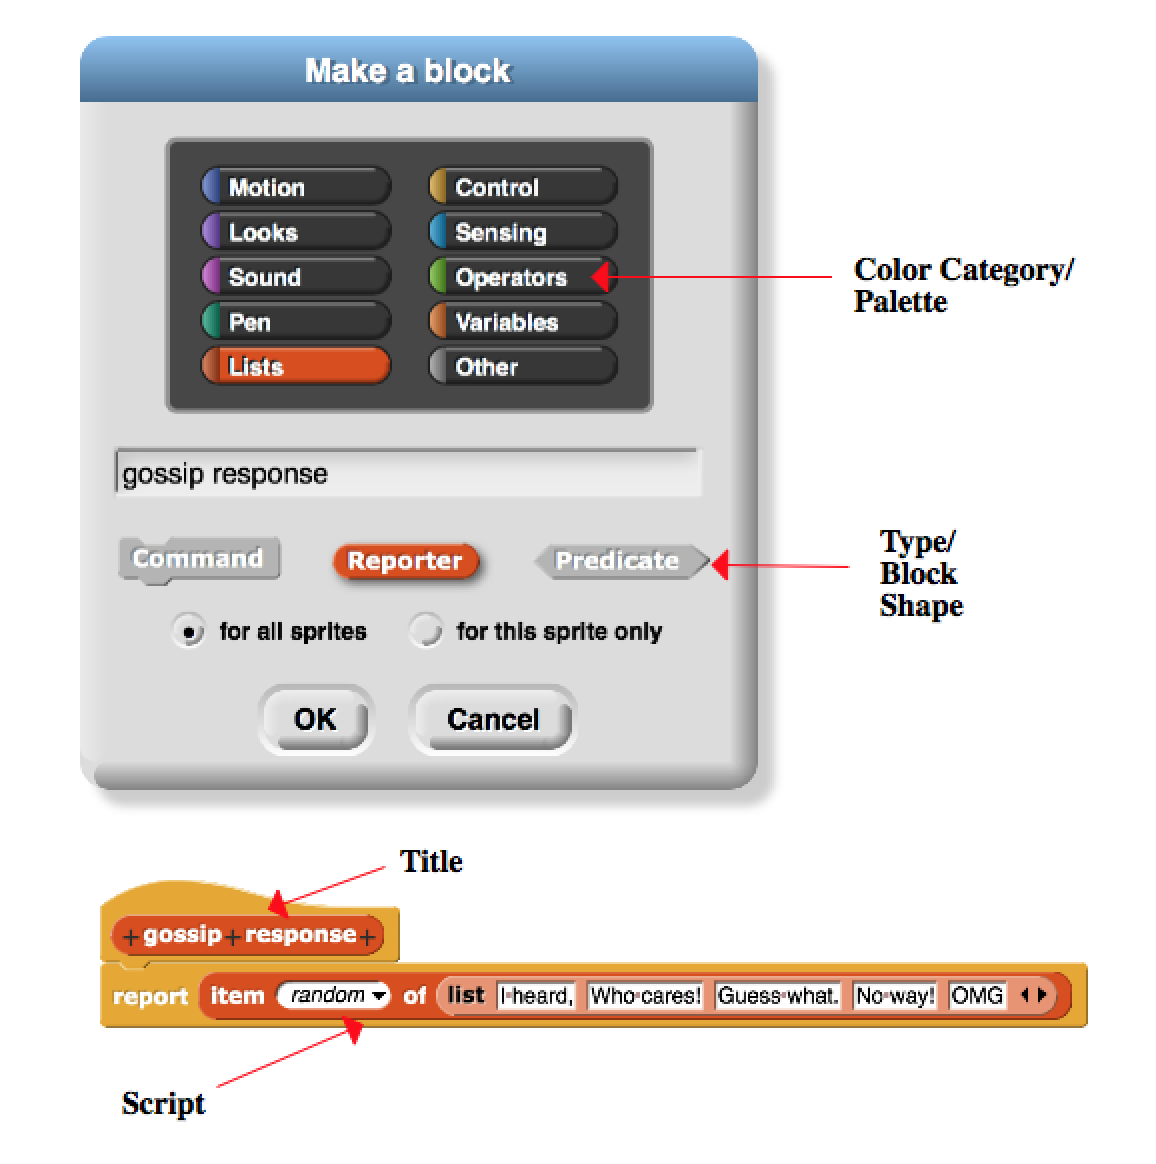 Make a block
Motion
Control
Looks
Sensing
Sound
Operators
Pen
Variables
Lists
Other
Color Category/
Palette
gossip response
Command
Reporter
Predicate
Type/
Block
Shape
for all sprites
for this sprite only
OK
Cancel
Title
+ gossip + response +
report item random of list I heard, Who cares! Guess what. No way! OMG
Script